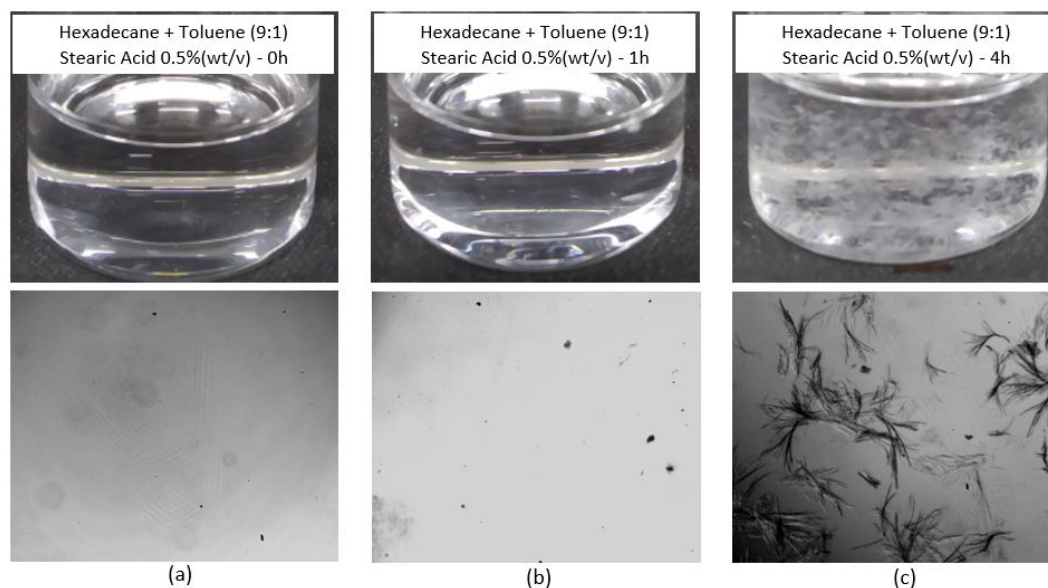 Hexadecane + Toluene (9:1)
Stearic Acid 0.5%(wt/v) - 0h
Hexadecane + Toluene (9:1)
Stearic Acid 0.5%(wt/v) - 1h
Hexadecane + Toluene (9:1)
Stearic Acid 0.5%(wt/v) - 4h
(a)
(b)
(c)